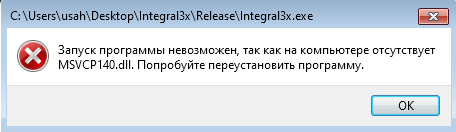 C:\Users\usah\Desktop\Integral3x\Release\Integral3x.exe
Запуск программы невозможен, так как на компьютере отсутствует
MSVCP140.dll. Попробуйте переустановить программу.
OK